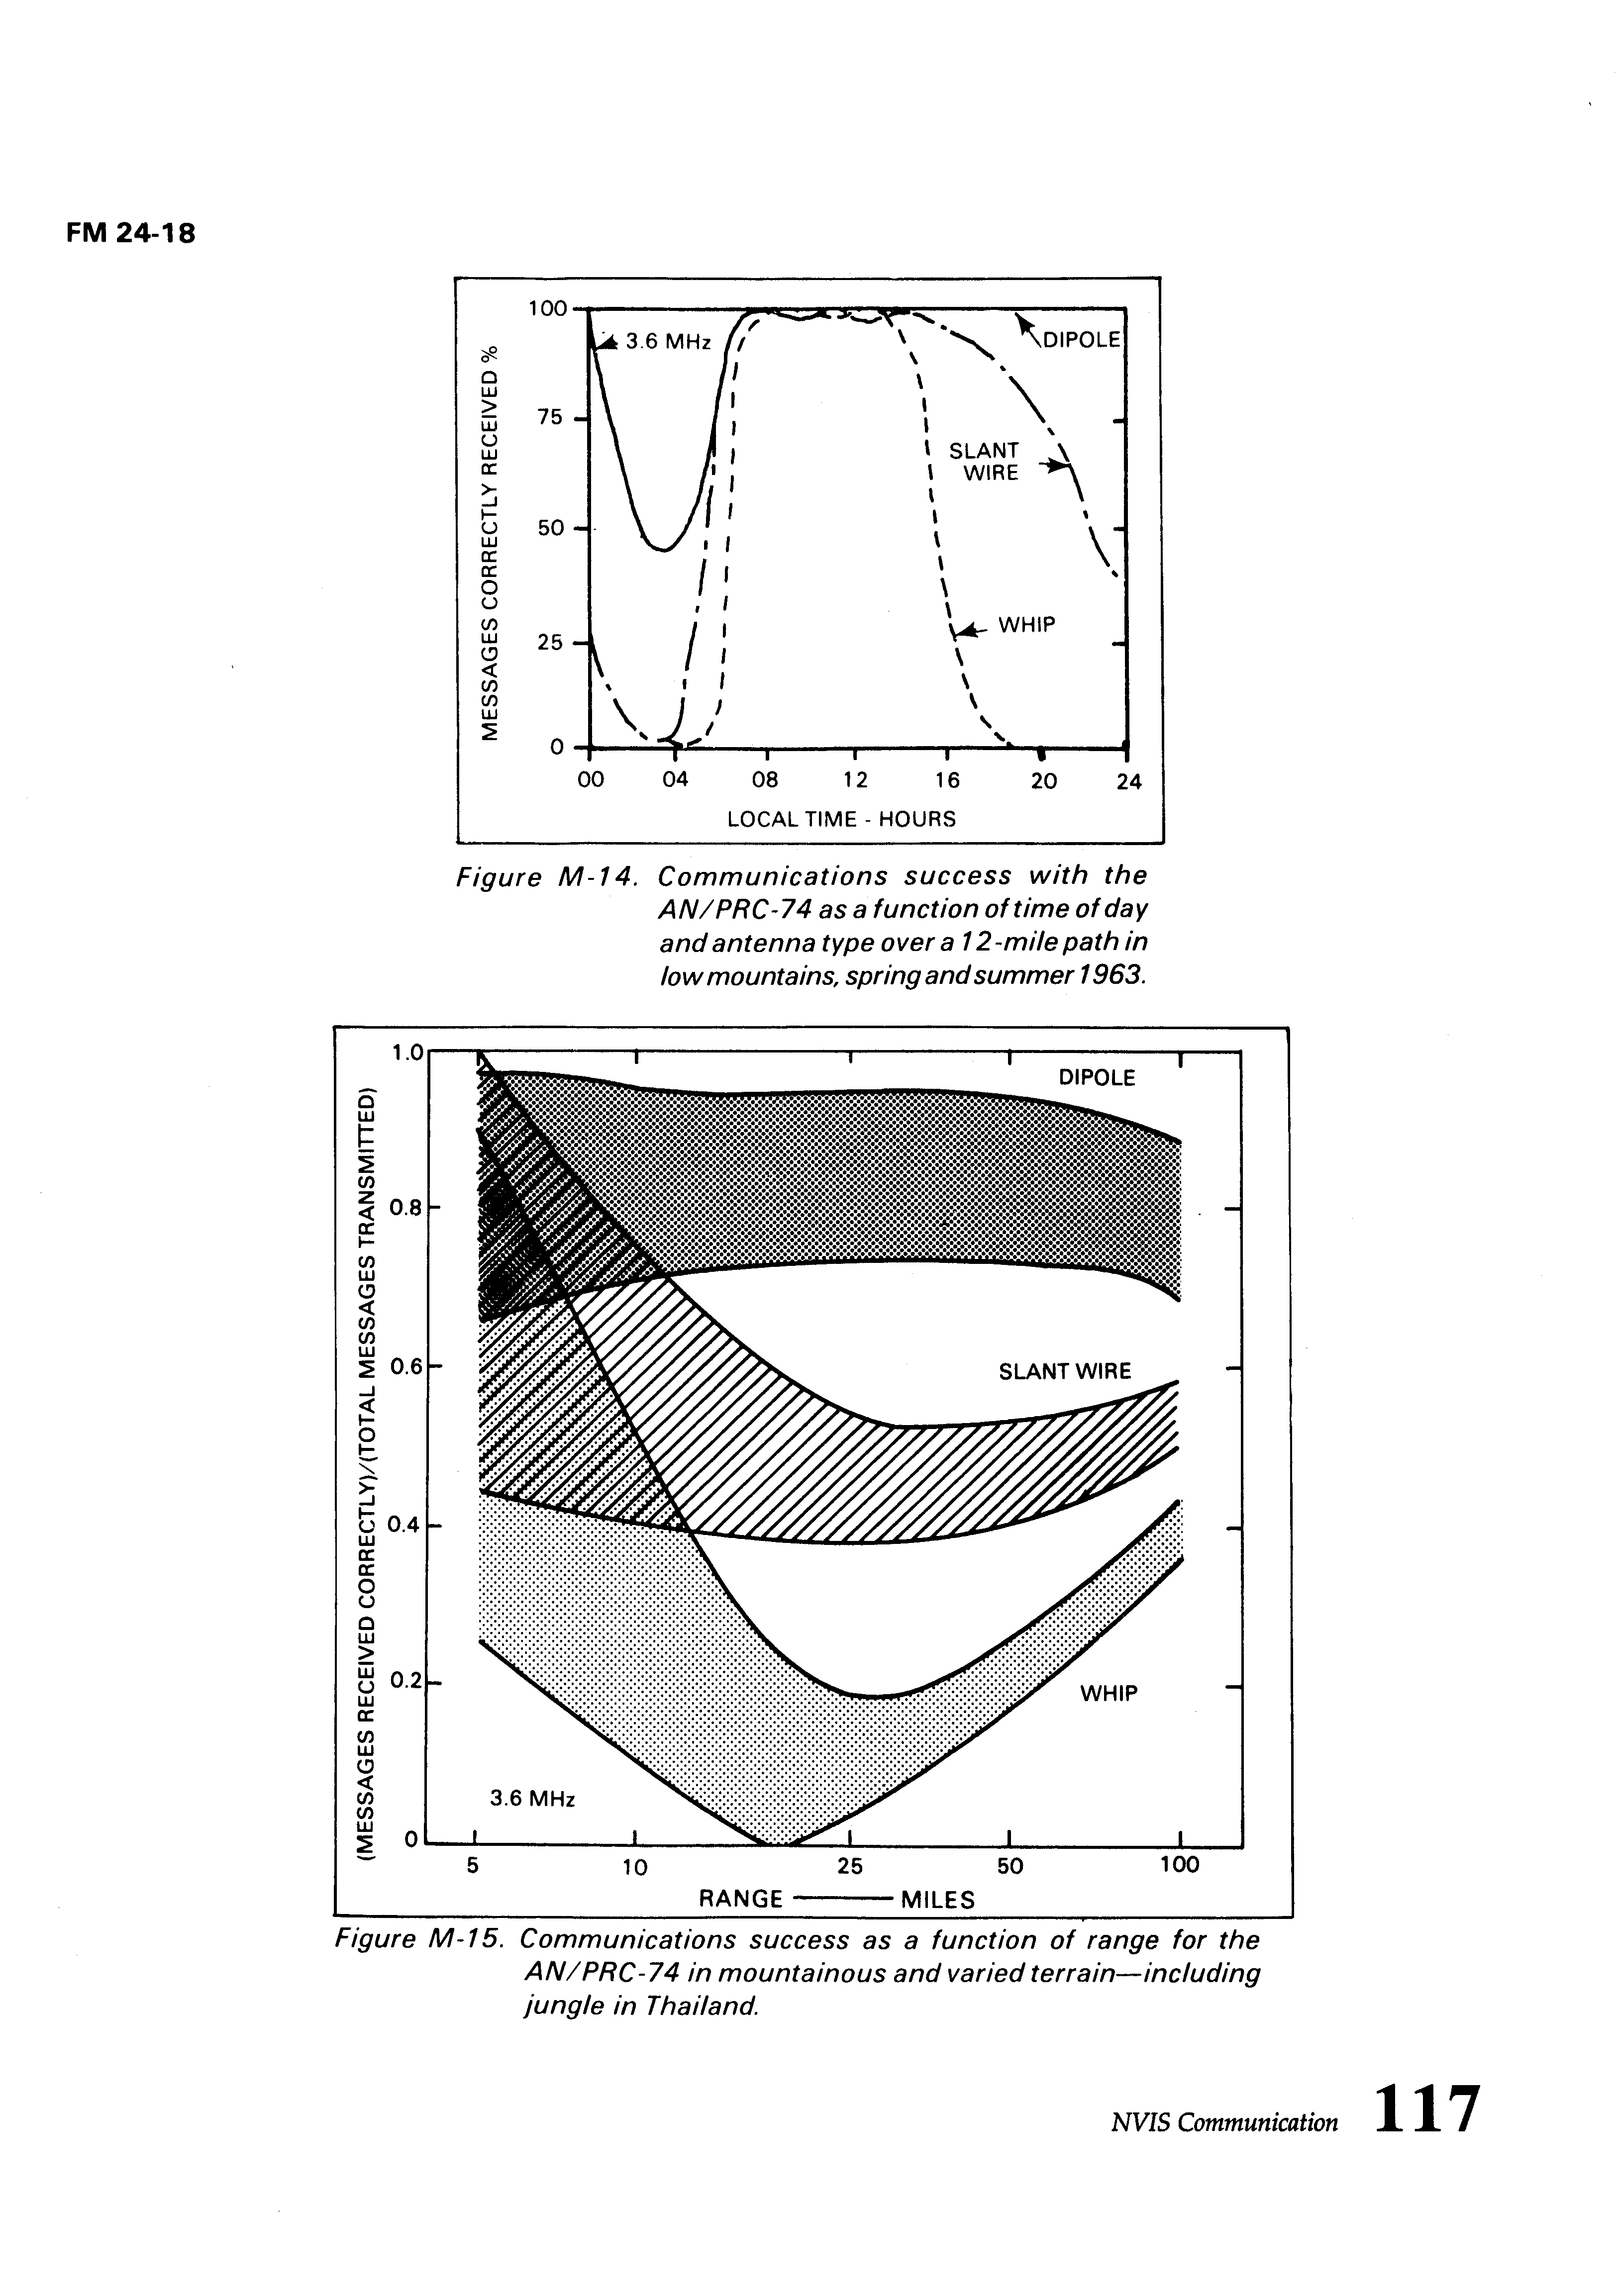 FM 24-18
MESSAGES CORRECTLY RECEIVED %
100
75
50
25
0
3.6 MHz
DIPOLE
SLANT
WIRE
WHIP
00 04 08 12 16 20 24
LOCAL TIME - HOURS
Figure M-14. Communications success with the
AN/PRC-74 as a function of time of day
and antenna type over a 12-mile path in
low mountains, spring and summer 1963.
(MESSAGES RECEIVED CORRECTLY)/(TOTAL MESSAGES TRANSMITTED)
1.0
0.8
0.6
0.4
0.2
0
DIPOLE
SLANT WIRE
WHIP
3.6 MHz
5 10 25 50 100
RANGE — MILES
Figure M-15. Communications success as a function of range for the
AN/PRC-74 in mountainous and varied terrain—including
jungle in Thailand.
NVIS Communication 117